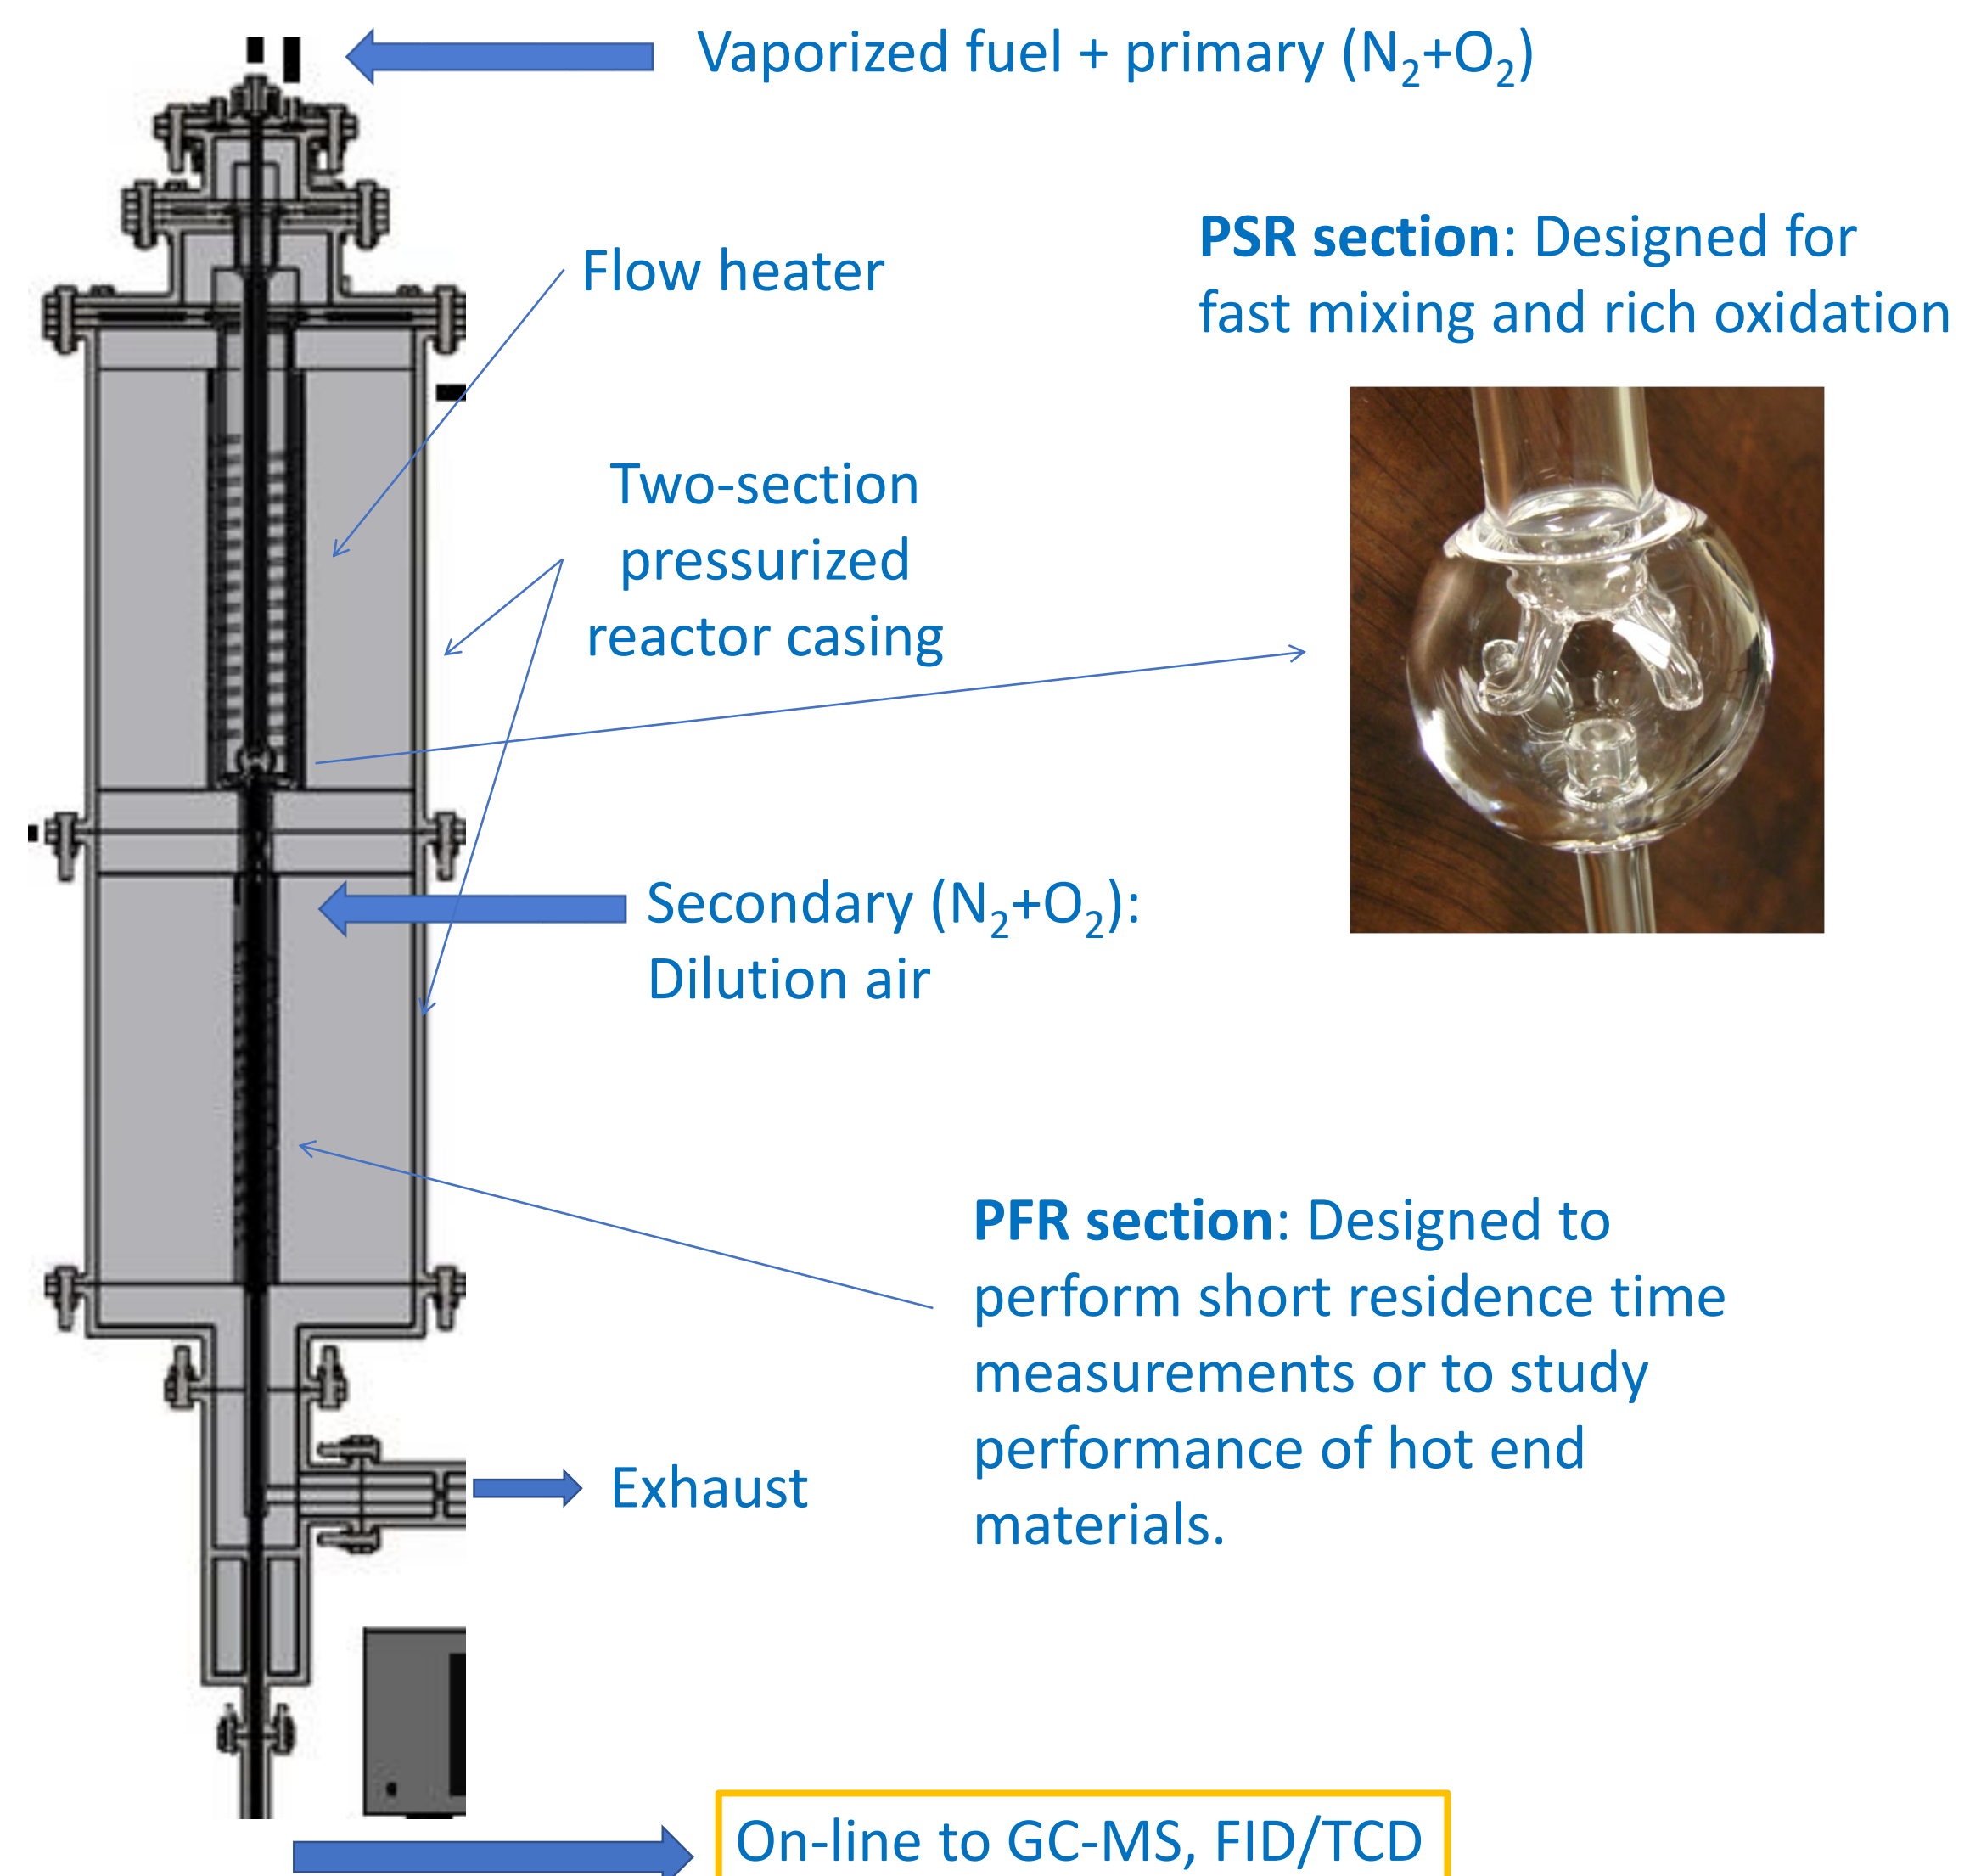 Vaporized fuel + primary (N₂+O₂)
PSR section: Designed for
fast mixing and rich oxidation
Flow heater
Two-section
pressurized
reactor casing
Secondary (N₂+O₂):
Dilution air
PFR section: Designed to
perform short residence time
measurements or to study
performance of hot end
materials.
Exhaust
On-line to GC-MS, FID/TCD